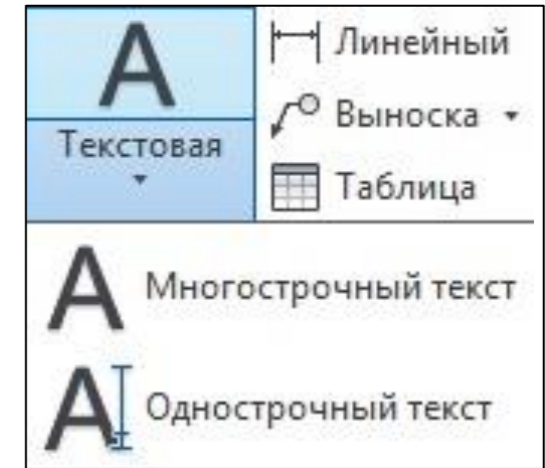 Текстовая
Линейный
Выноска
Таблица
Многострочный текст
Однострочный текст